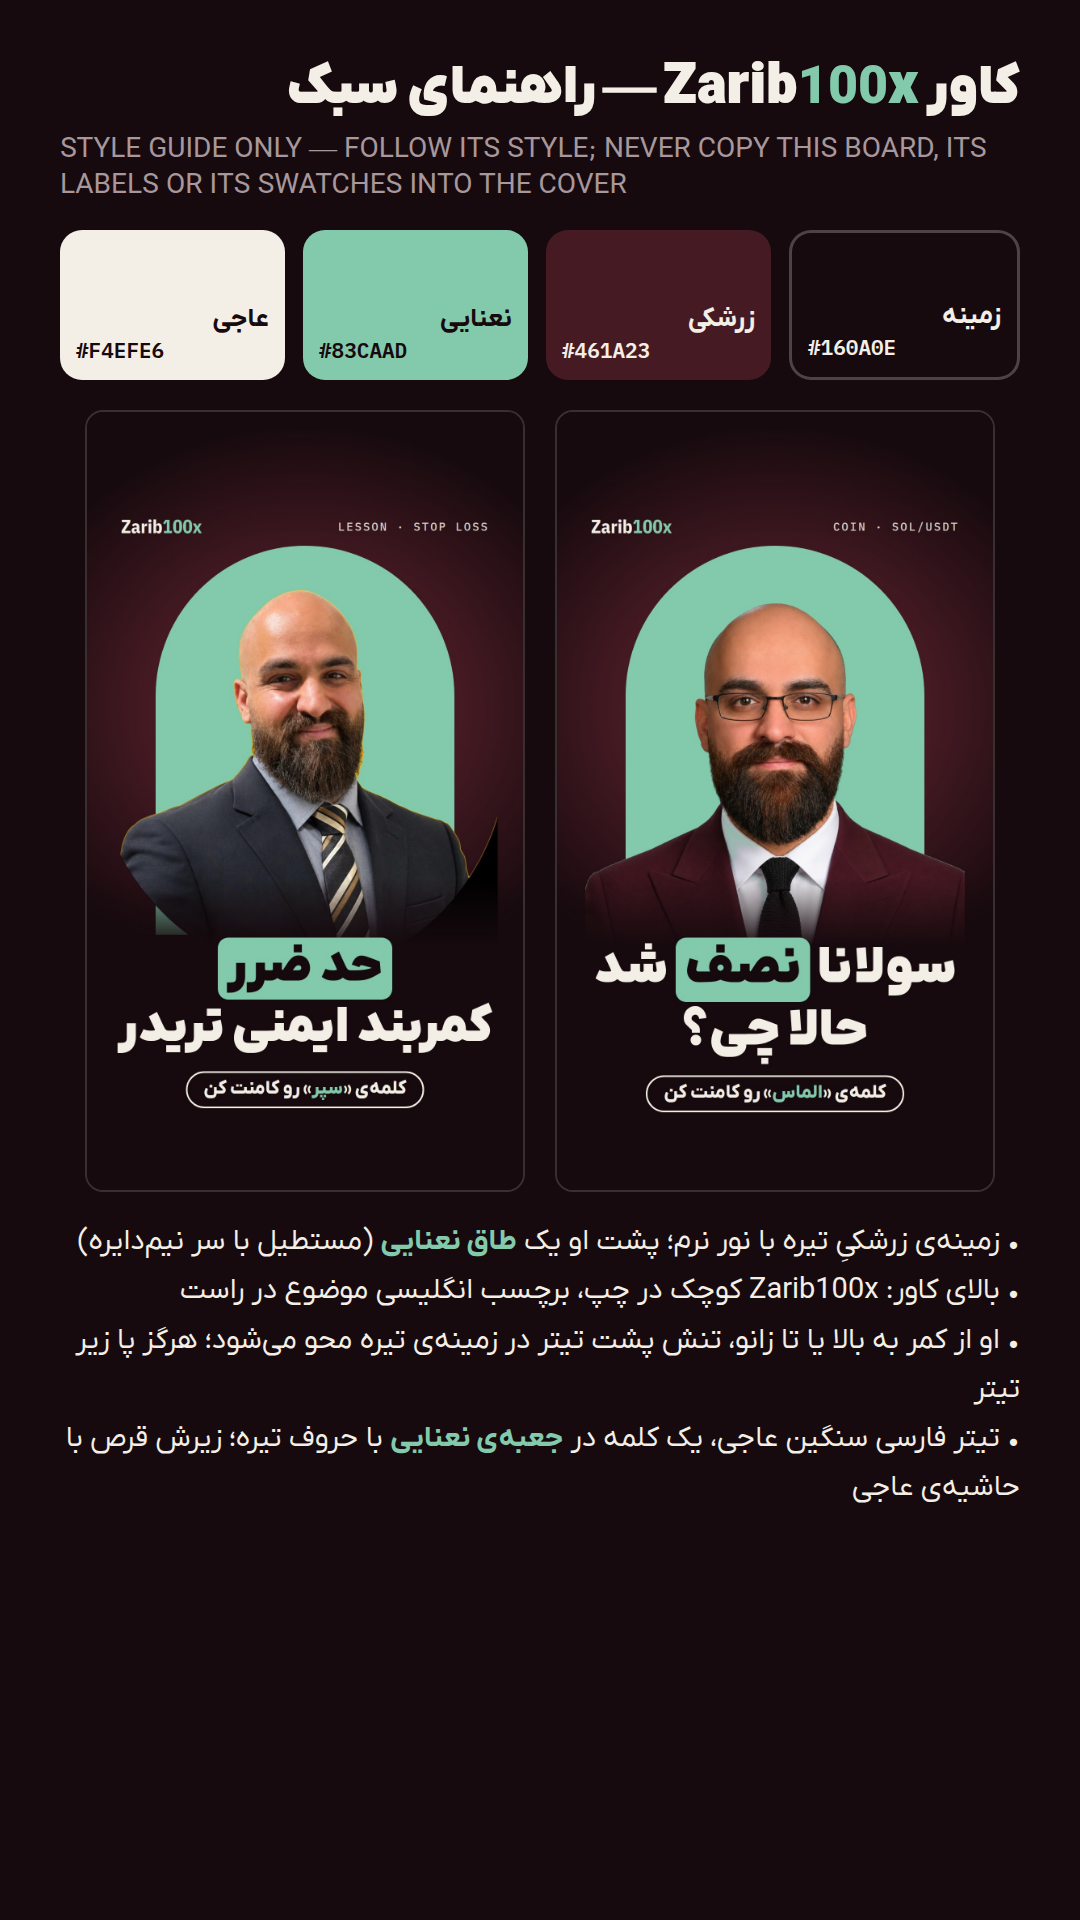 کاور Zarib100x — راهنمای سبک
STYLE GUIDE ONLY — FOLLOW ITS STYLE; NEVER COPY THIS BOARD, ITS
LABELS OR ITS SWATCHES INTO THE COVER
عاجی
#F4EFE6
نعنایی
#83CAAD
زرشکی
#461A23
زمینه
#160A0E
Zarib100x
LESSON · STOP LOSS
حد ضرر
کمربند ایمنی تریدر
کلمه‌ی «سپر» رو کامنت کن
Zarib100x
COIN · SOL/USDT
سولانا نصف شد
حالا چی؟
کلمه‌ی «الماس» رو کامنت کن
• زمینه‌ی زرشکیِ تیره با نور نرم؛ پشت او یک طاق نعنایی (مستطیل با سر نیم‌دایره)
• بالای کاور: Zarib100x کوچک در چپ، برچسب انگلیسی موضوع در راست
• او از کمر به بالا یا تا زانو، تنش پشت تیتر در زمینه‌ی تیره محو می‌شود؛ هرگز پا زیر
تیتر
• تیتر فارسی سنگین عاجی، یک کلمه در جعبه‌ی نعنایی با حروف تیره؛ زیرش قرص با
حاشیه‌ی عاجی